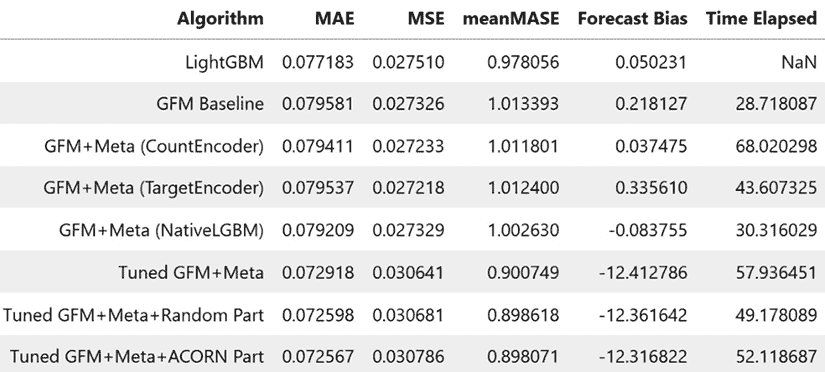 Algorithm MAE MSE meanMASE Forecast Bias Time Elapsed
LightGBM 0.077183 0.027510 0.978056 0.050231 NaN
GFM Baseline 0.079581 0.027326 1.013393 0.218127 28.718087
GFM+Meta (CountEncoder) 0.079411 0.027233 1.011801 0.037475 68.020298
GFM+Meta (TargetEncoder) 0.079537 0.027218 1.012400 0.335610 43.607325
GFM+Meta (NativeLGBM) 0.079209 0.027329 1.002630 -0.083755 30.316029
Tuned GFM+Meta 0.072918 0.030641 0.900749 -12.412786 57.936451
Tuned GFM+Meta+Random Part 0.072598 0.030681 0.898618 -12.361642 49.178089
Tuned GFM+Meta+ACORN Part 0.072567 0.030786 0.898071 -12.316822 52.118687